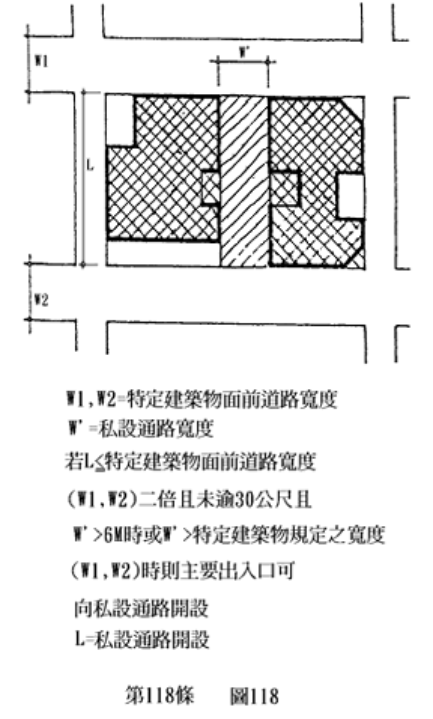 W1
W'
L
W2
W1,W2=特定建築物面前道路寬度
W'=私設通路寬度
若L≦特定建築物面前道路寬度
(W1,W2)二倍且未逾30公尺且
W'>6M時或W'>特定建築物規定之寬度
(W1,W2)時則主要出入口可
向私設通路開設
L=私設通路開設
第118條 圖118